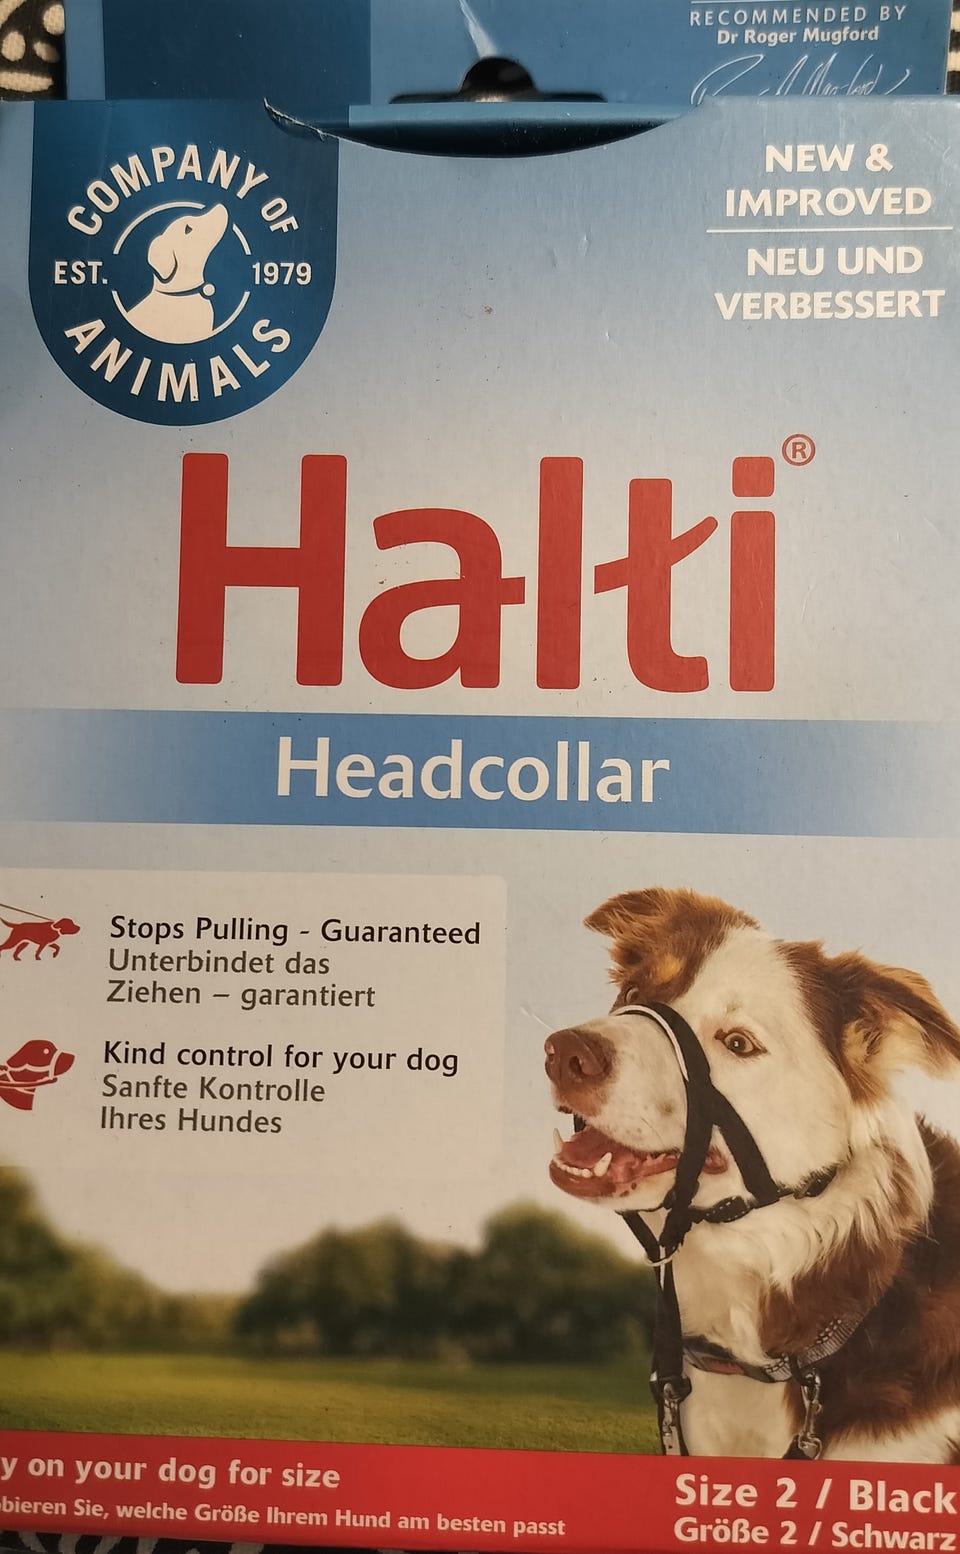 RECOMMENDED BY
Dr Roger Mugford
COMPANY OF
EST. 1979
ANIMALS
NEW &
IMPROVED
NEU UND
VERBESSERT
Halti®
Headcollar
Stops Pulling - Guaranteed
Unterbindet das
Ziehen – garantiert
Kind control for your dog
Sanfte Kontrolle
Ihres Hundes
y on your dog for size
bieren Sie, welche Größe Ihrem Hund am besten passt
Size 2 / Black
Größe 2 / Schwarz